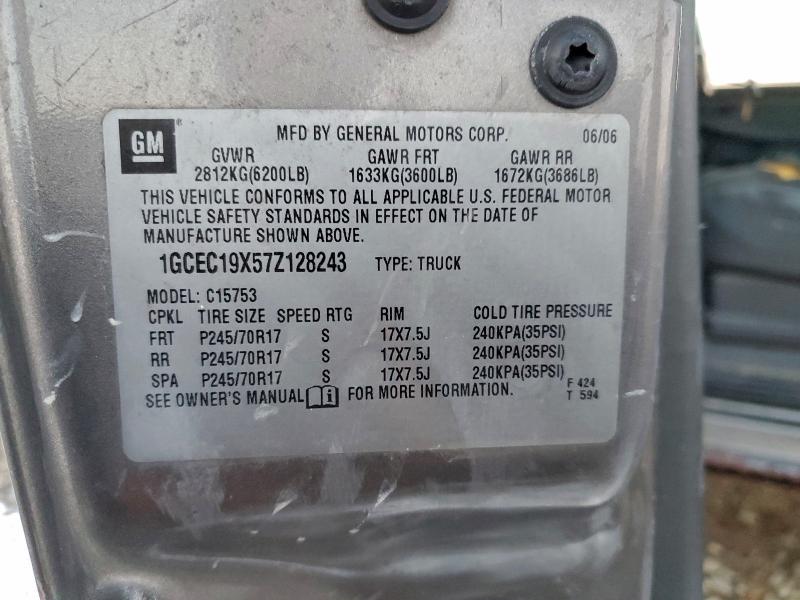 GM ® MFD BY GENERAL MOTORS CORP. 06/06
GVWR GAWR FRT GAWR RR
2812KG(6200LB) 1633KG(3600LB) 1672KG(3686LB)
THIS VEHICLE CONFORMS TO ALL APPLICABLE U.S. FEDERAL MOTOR
VEHICLE SAFETY STANDARDS IN EFFECT ON THE DATE OF
MANUFACTURE SHOWN ABOVE.
1GCEC19X57Z128243 TYPE: TRUCK
MODEL: C15753
CPKL TIRE SIZE SPEED RTG RIM COLD TIRE PRESSURE
FRT P245/70R17 S 17X7.5J 240KPA(35PSI)
RR P245/70R17 S 17X7.5J 240KPA(35PSI)
SPA P245/70R17 S 17X7.5J 240KPA(35PSI)
SEE OWNER'S MANUAL FOR MORE INFORMATION.
F 424
T 594